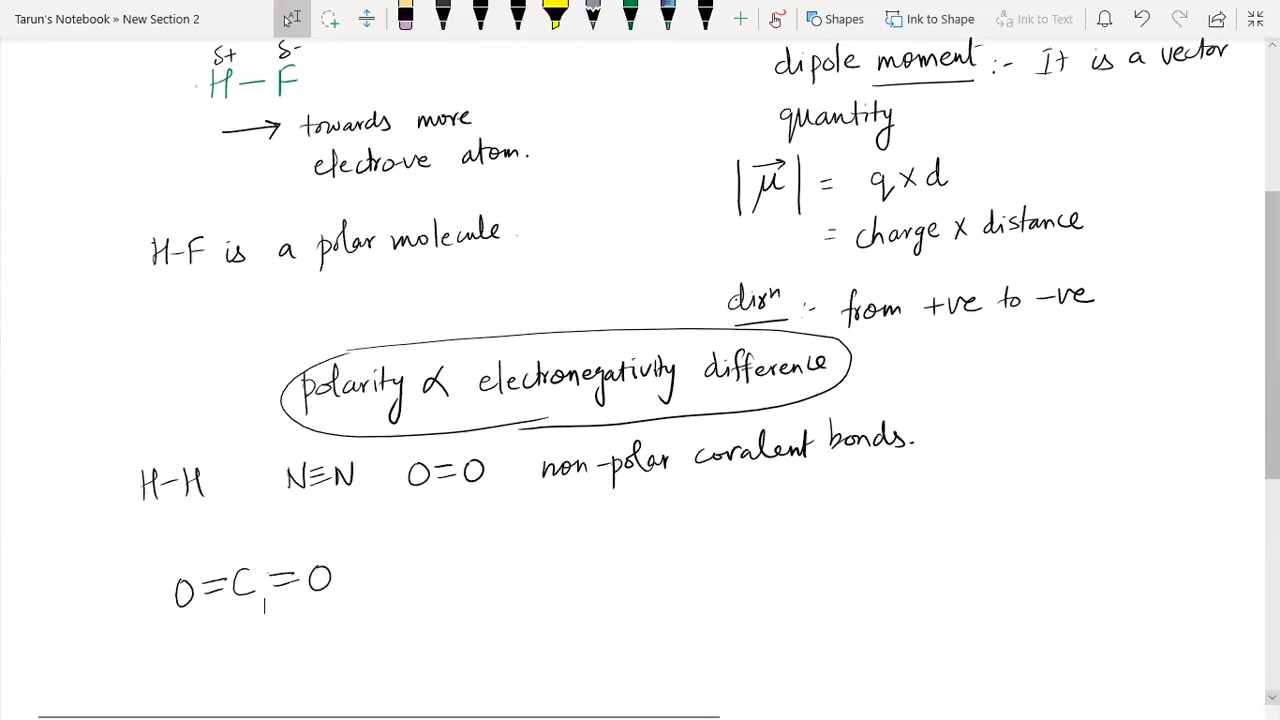 Tarun's Notebook » New Section 2
Shapes
Ink to Shape
Ink to Text
δ+ δ-
H-F
→ towards more
electrove atom.
H-F is a polar molecule.
dipole moment :- It is a vector
quantity
|μ⃗| = q x d
= charge x distance
dirⁿ :- from +ve to -ve
polarity ∝ electronegativity difference
H-H N≡N O=O non-polar covalent bonds.
O=C=O